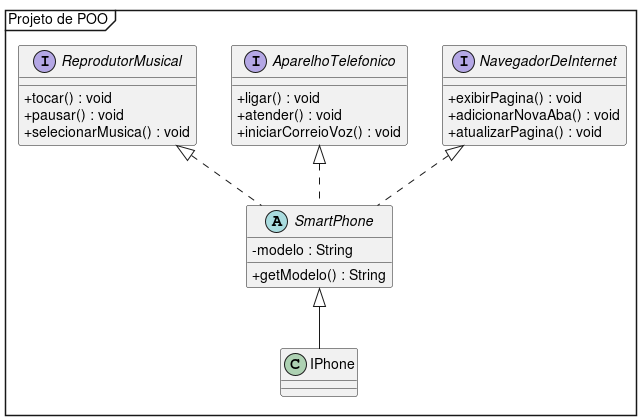 Projeto de POO
I ReprodutorMusical
+tocar() : void
+pausar() : void
+selecionarMusica() : void
I AparelhoTelefonico
+ligar() : void
+atender() : void
+iniciarCorreioVoz() : void
I NavegadorDeInternet
+exibirPagina() : void
+adicionarNovaAba() : void
+atualizarPagina() : void
A SmartPhone
-modelo : String
+getModelo() : String
C IPhone